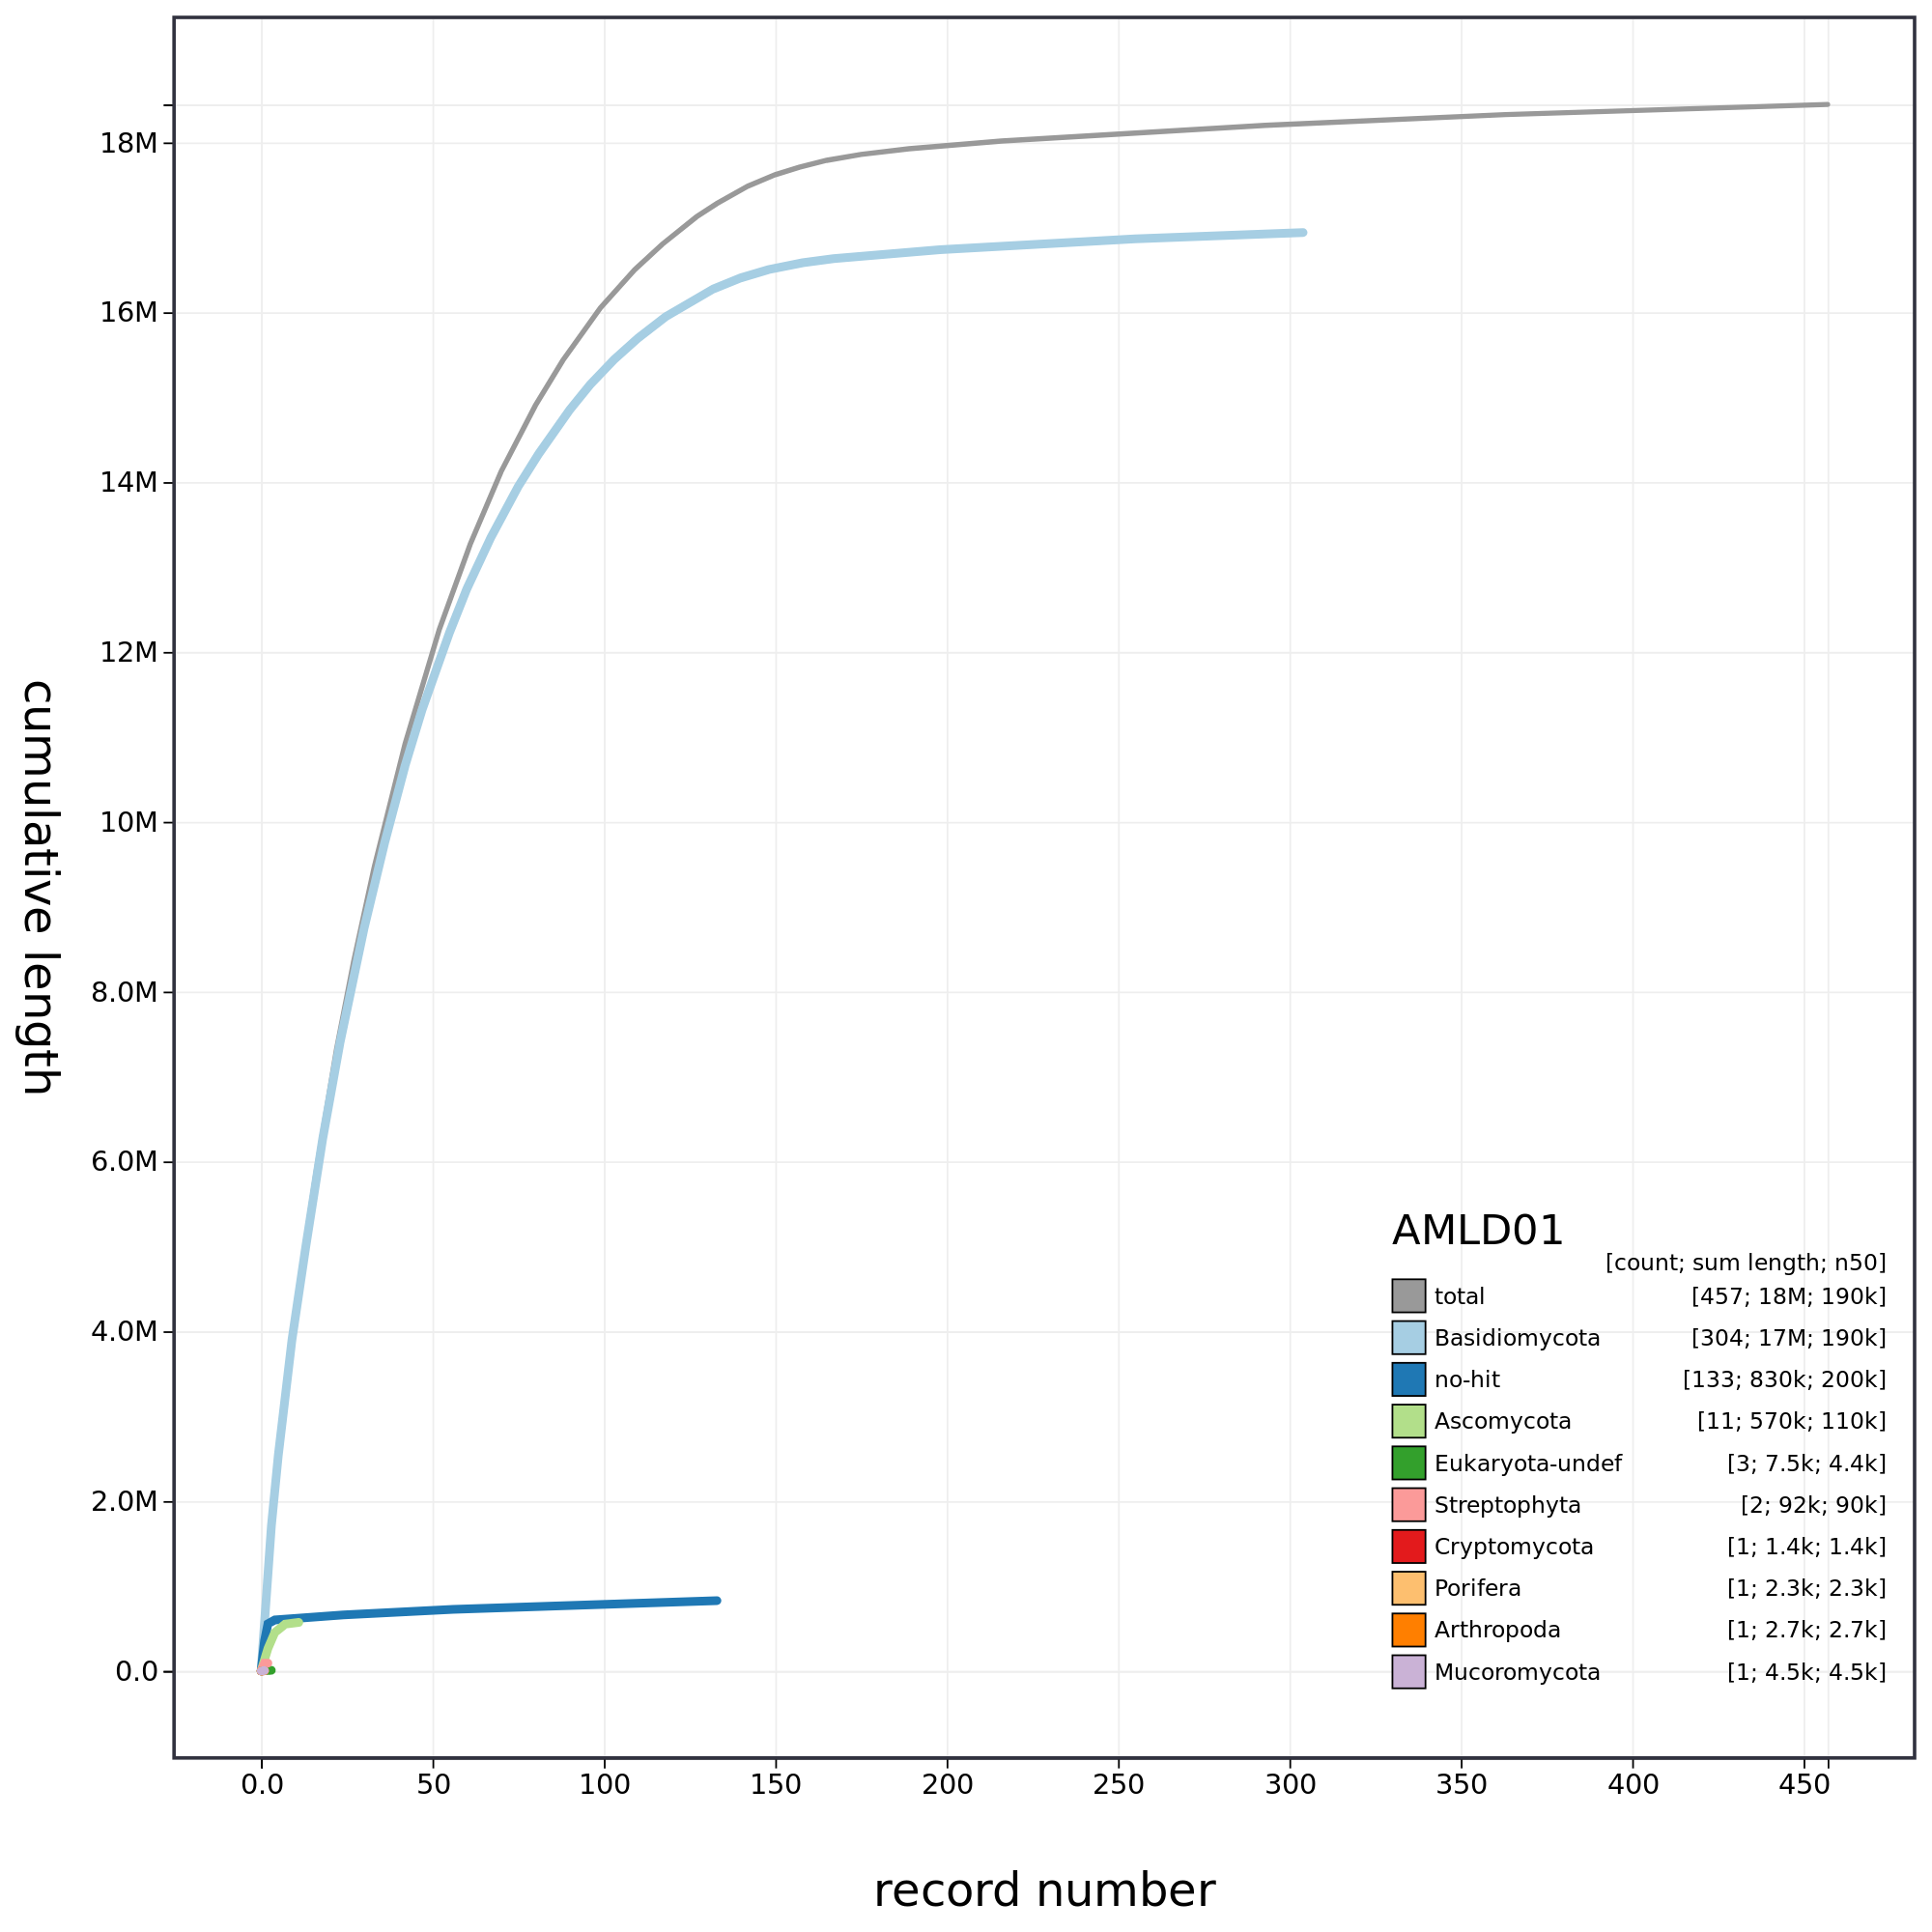 18M
16M
14M
12M
10M
8.0M
6.0M
4.0M
2.0M
0.0
cumulative length
AMLD01
[count; sum length; n50]
total [457; 18M; 190k]
Basidiomycota [304; 17M; 190k]
no-hit [133; 830k; 200k]
Ascomycota [11; 570k; 110k]
Eukaryota-undef [3; 7.5k; 4.4k]
Streptophyta [2; 92k; 90k]
Cryptomycota [1; 1.4k; 1.4k]
Porifera [1; 2.3k; 2.3k]
Arthropoda [1; 2.7k; 2.7k]
Mucoromycota [1; 4.5k; 4.5k]
0.0 50 100 150 200 250 300 350 400 450
record number